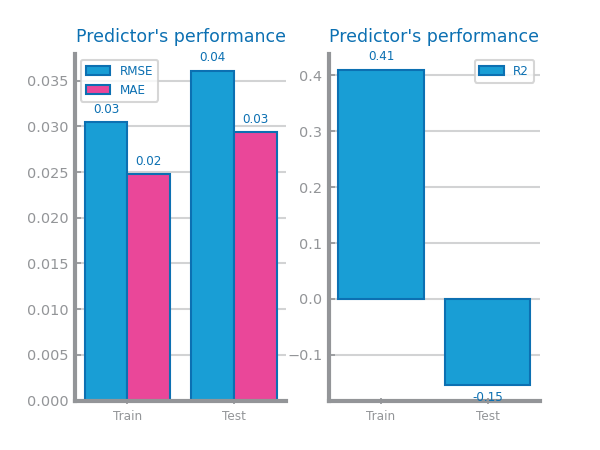 Predictor's performance
RMSE
MAE
0.03
0.02
0.04
0.03
0.035
0.030
0.025
0.020
0.015
0.010
0.005
0.000
Train
Test
Predictor's performance
R2
0.41
-0.15
0.4
0.3
0.2
0.1
0.0
−0.1
Train
Test